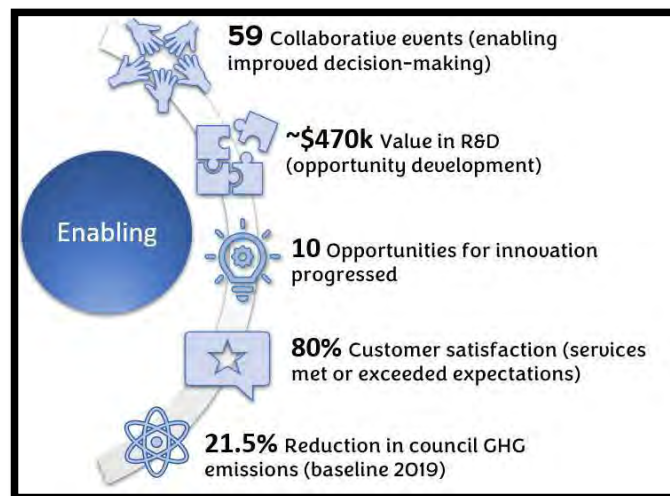 59 Collaborative events (enabling
improved decision-making)
~$470k Value in R&D
(opportunity development)
Enabling
10 Opportunities for innovation
progressed
80% Customer satisfaction (services
met or exceeded expectations)
21.5% Reduction in council GHG
emissions (baseline 2019)